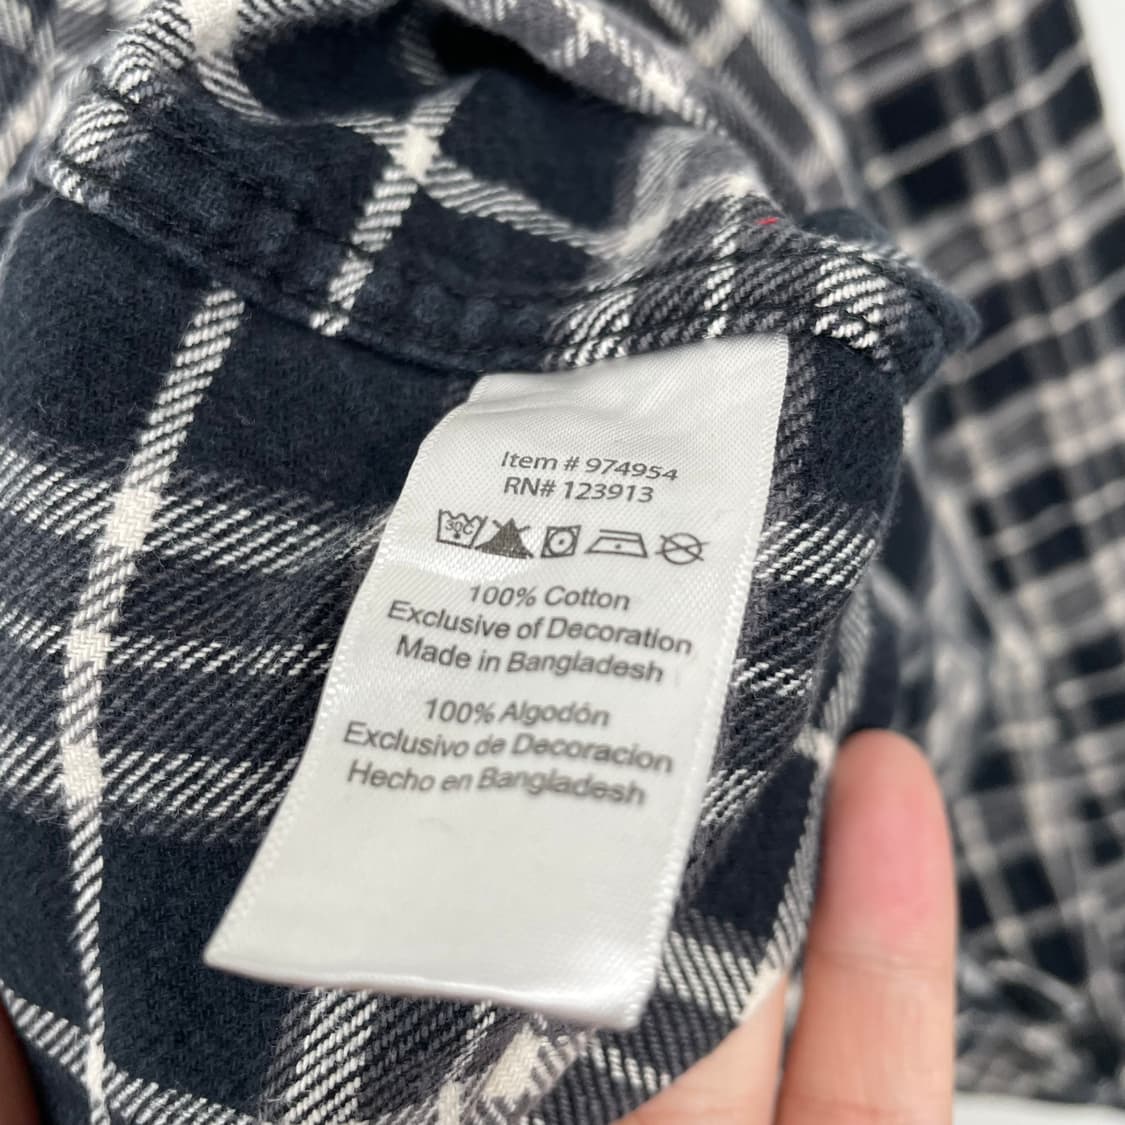 Item # 974954
RN# 123913
30C
100% Cotton
Exclusive of Decoration
Made in Bangladesh
100% Algodón
Exclusivo de Decoracion
Hecho en Bangladesh